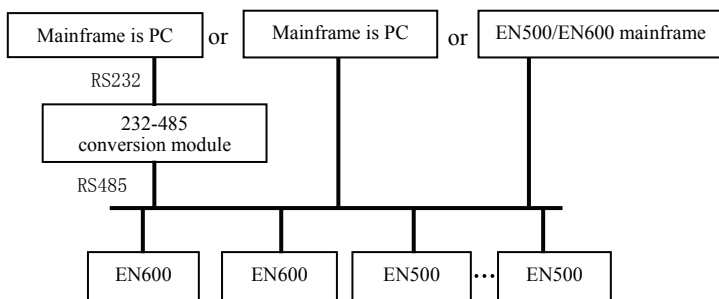 Mainframe is PC or Mainframe is PC or EN500/EN600 mainframe
RS232
232-485
conversion module
RS485
EN600 EN600 EN500 ... EN500